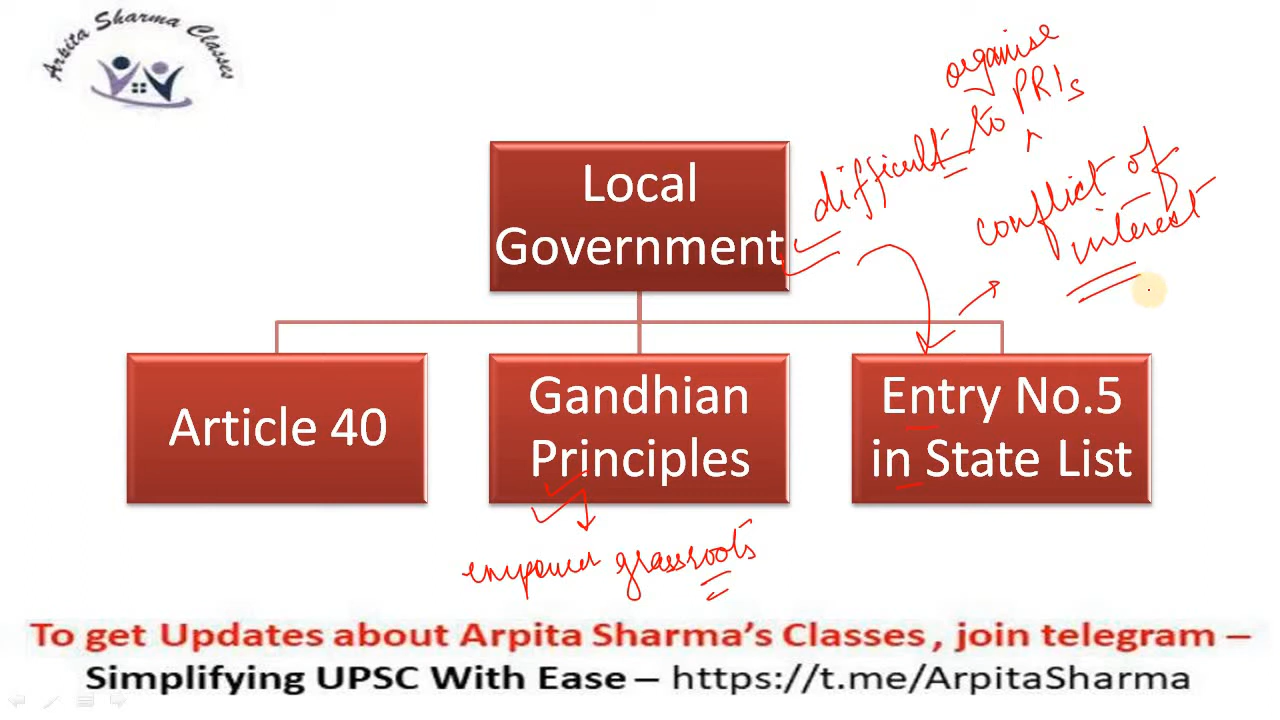 Arpita Sharma Classes
organise
difficult to PRIs
^
conflict of
interest
Local
Government
Article 40
Gandhian
Principles
Entry No.5
in State List
empower grassroots
To get Updates about Arpita Sharma's Classes, join telegram –
Simplifying UPSC With Ease – https://t.me/ArpitaSharma